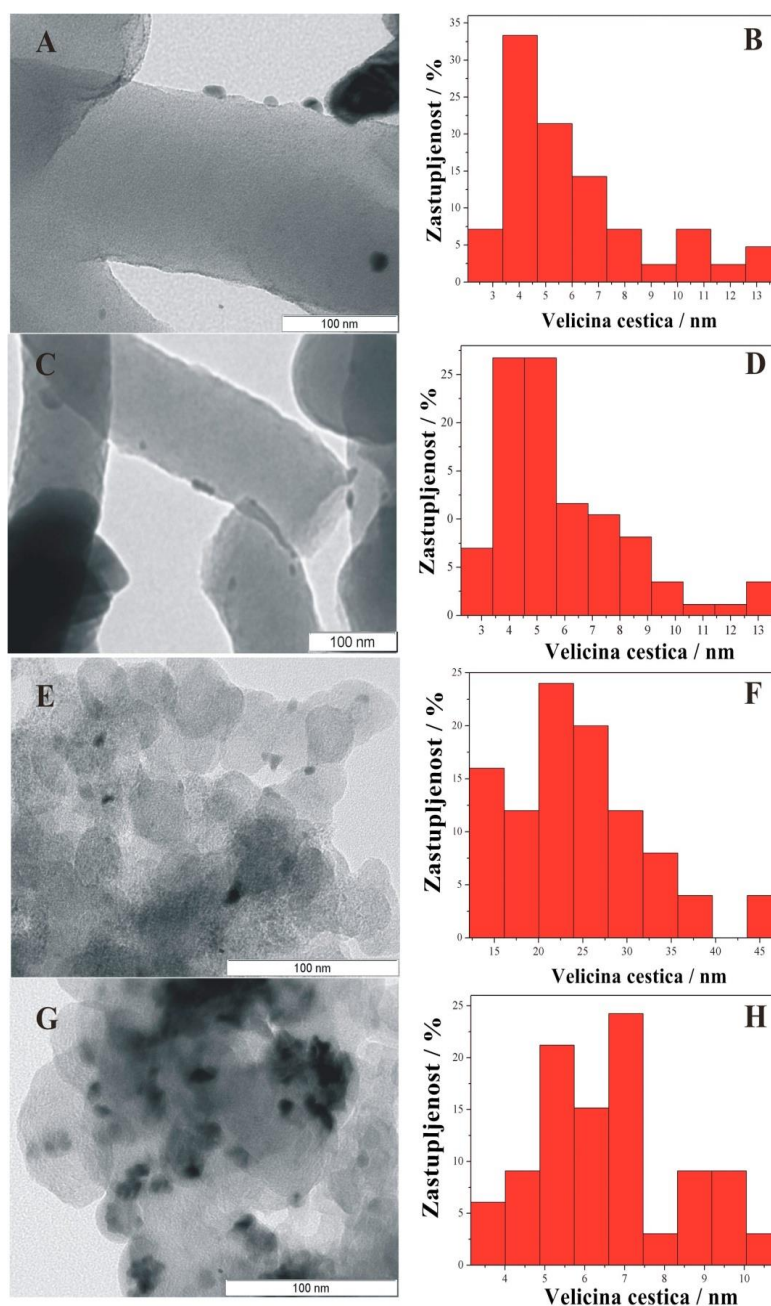 A
100 nm
B
Zastupljenost / %
35
30
25
20
15
10
5
0
3 4 5 6 7 8 9 10 11 12 13
Velicina cestica / nm
C
100 nm
D
Zastupljenost / %
25
20
5
0
5
0
3 4 5 6 7 8 9 10 11 12 13
Velicina cestica / nm
E
100 nm
F
Zastupljenost / %
25
20
15
10
5
0
15 20 25 30 35 40 45
Velicina cestica / nm
G
100 nm
H
Zastupljenost / %
25
20
15
10
5
0
4 5 6 7 8 9 10
Velicina cestica / nm